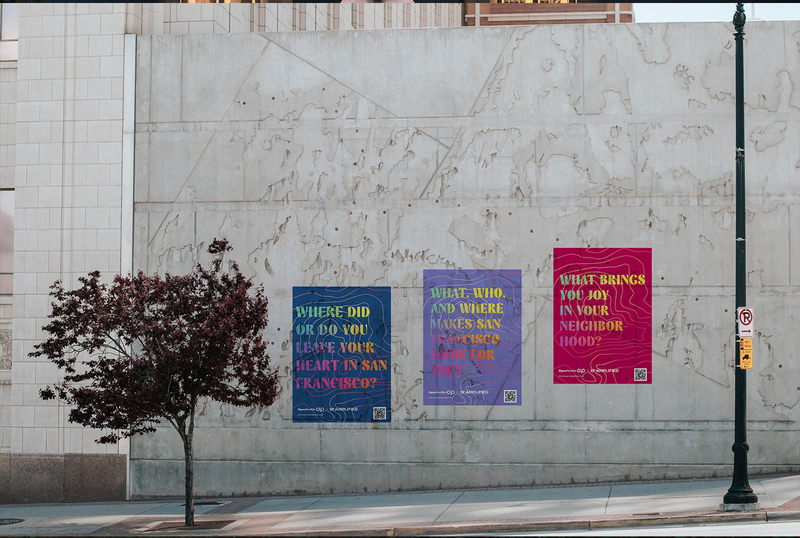 WHERE DID
OR DO YOU
LEAVE YOUR
HEART IN SAN
FRANCISCO?
WHAT, WHO,
AND WHERE
MAKES SAN
FRANCISCO
HOME FOR
YOU?
WHAT BRINGS
YOU JOY
IN YOUR
NEIGHBOR
HOOD?